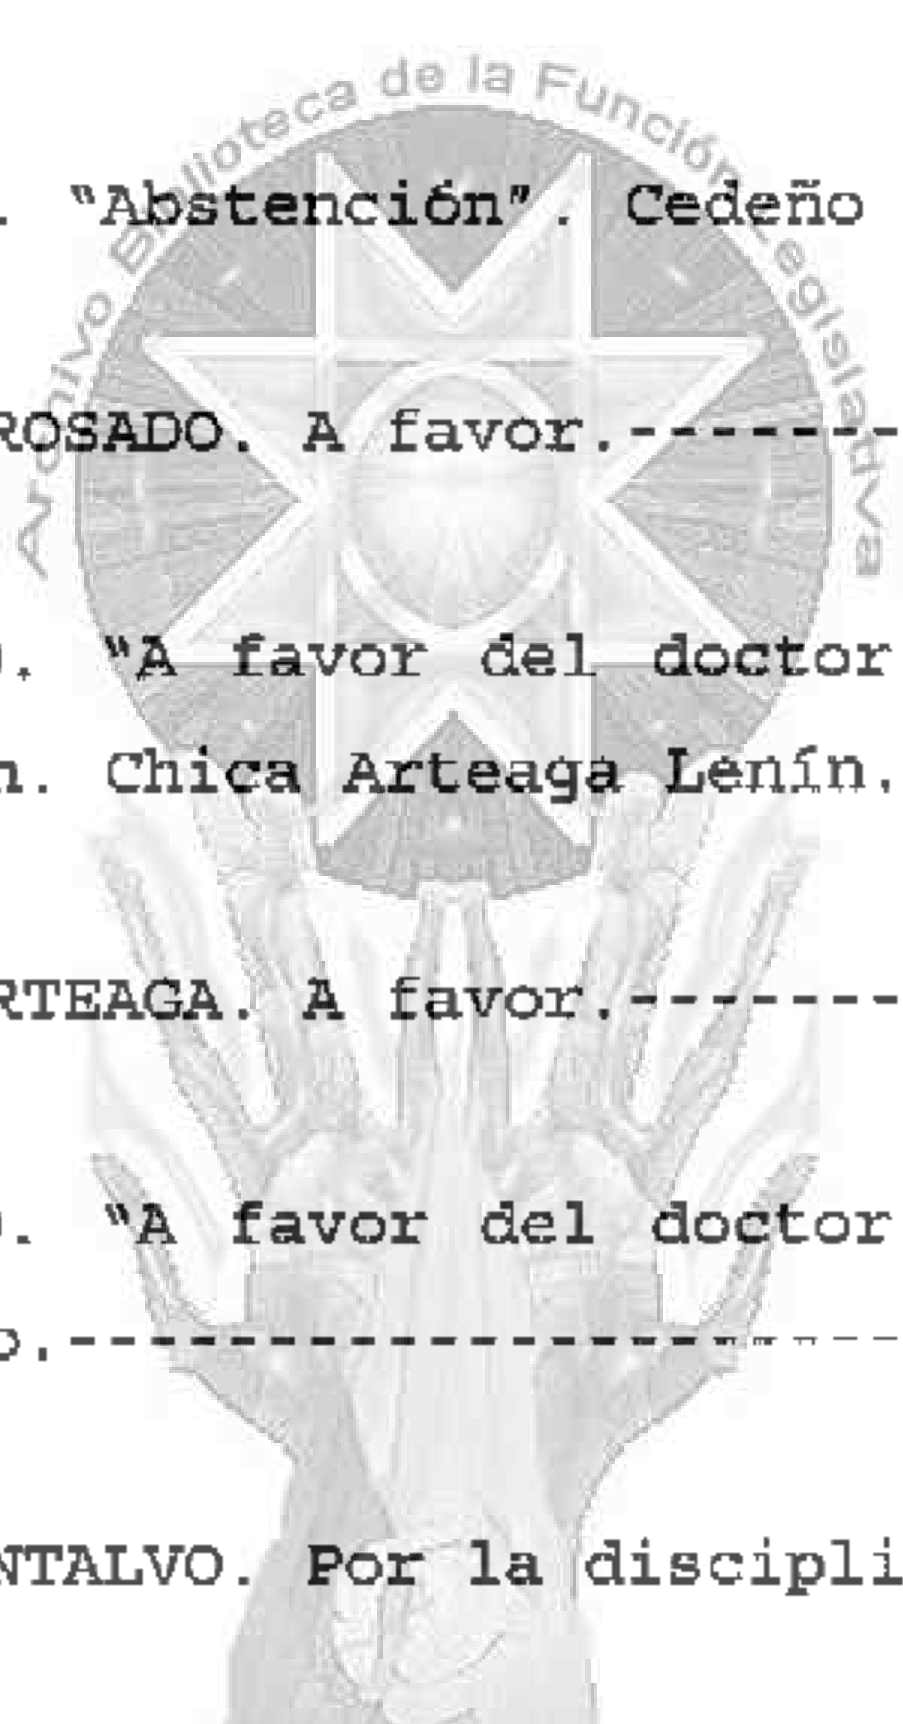 Archivo Biblioteca de la Función Legislativa
. "Abstención". Cedeño
ROSADO. A favor.-------
. "A favor del doctor
n. Chica Arteaga Lenín.
RTEAGA. A favor.-------
. "A favor del doctor
o.--------------------
NTALVO. Por la discipli